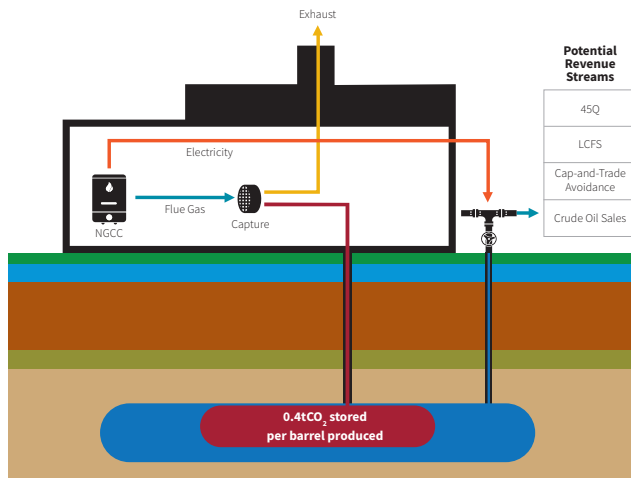 Exhaust
Potential
Revenue
Streams
45Q
LCFS
Cap-and-Trade
Avoidance
Crude Oil Sales
Electricity
Flue Gas
NGCC
Capture
0.4tCO₂ stored
per barrel produced